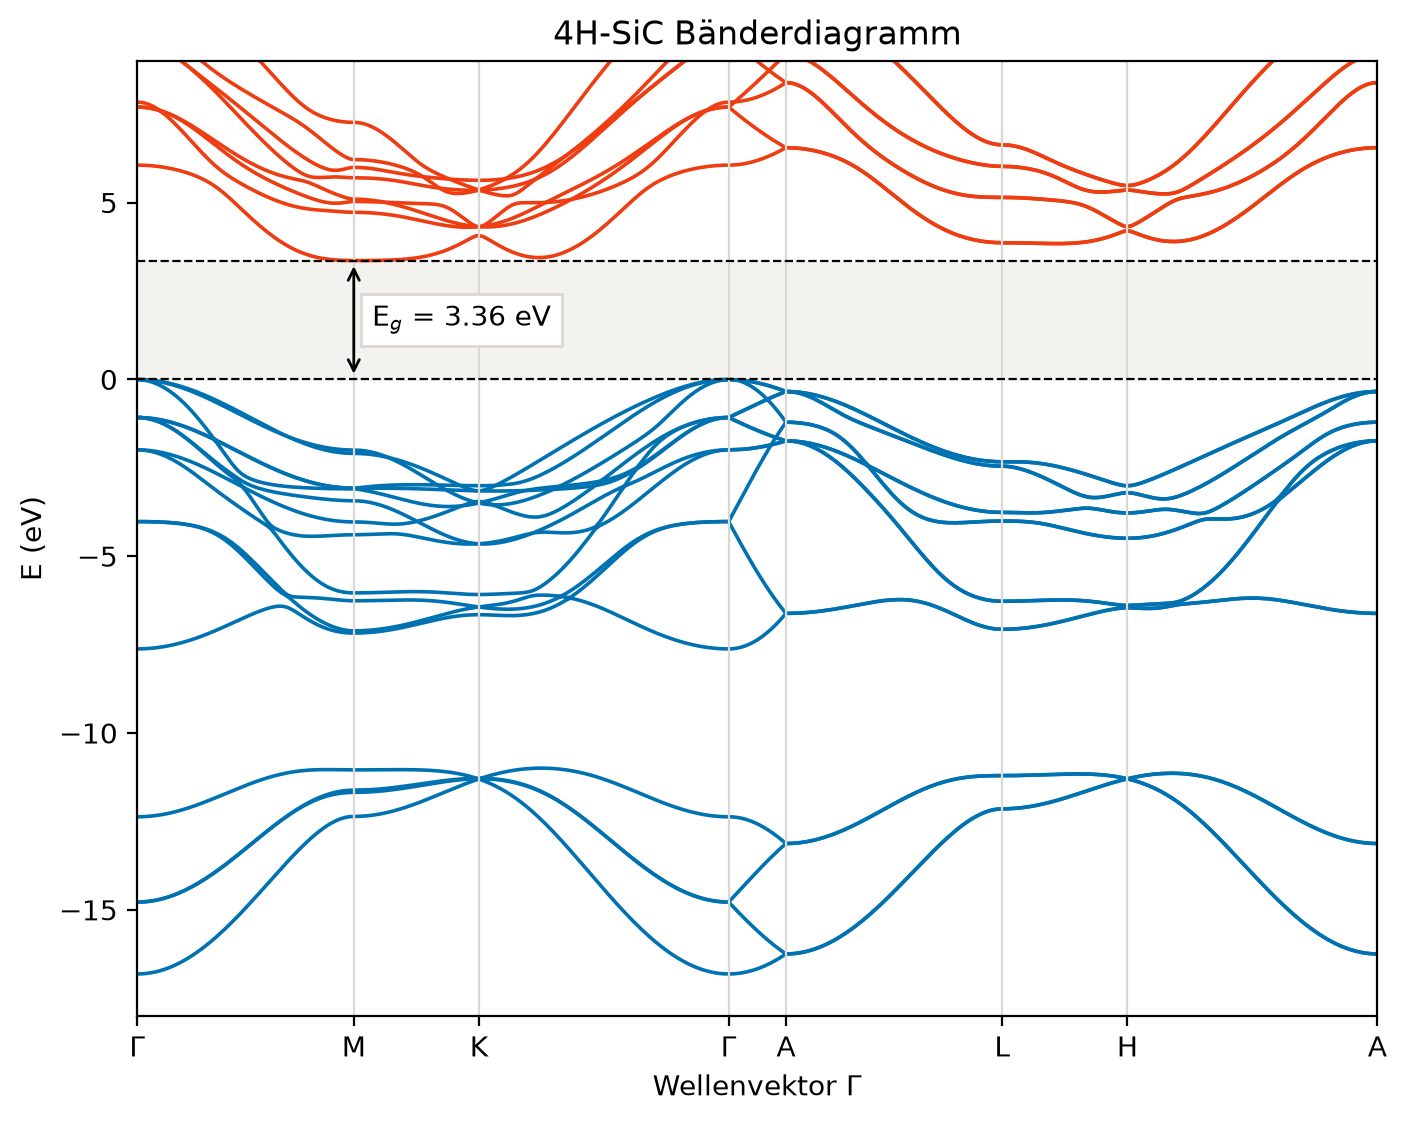 4H-SiC Bänderdiagramm
E (eV)
5
0
−5
−10
−15
E_g = 3.36 eV
Γ M K Γ A L H A
Wellenvektor Γ